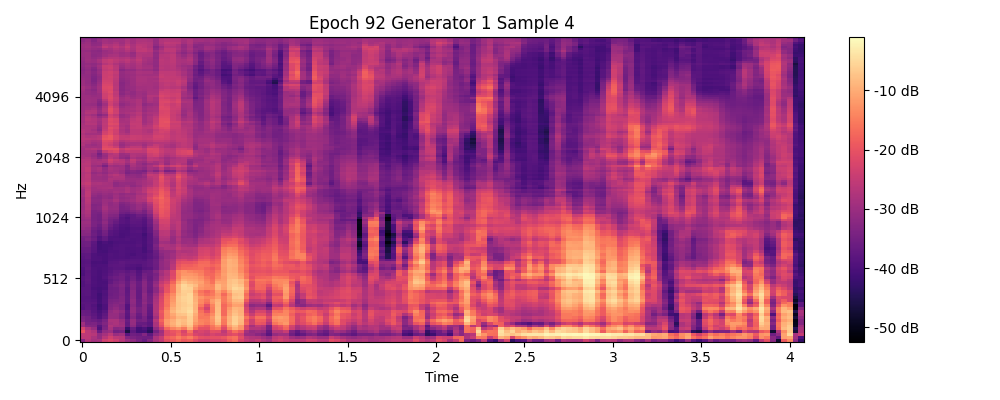 Epoch 92 Generator 1 Sample 4
Hz
4096
2048
1024
512
0
0 0.5 1 1.5 2 2.5 3 3.5 4
Time
-10 dB
-20 dB
-30 dB
-40 dB
-50 dB